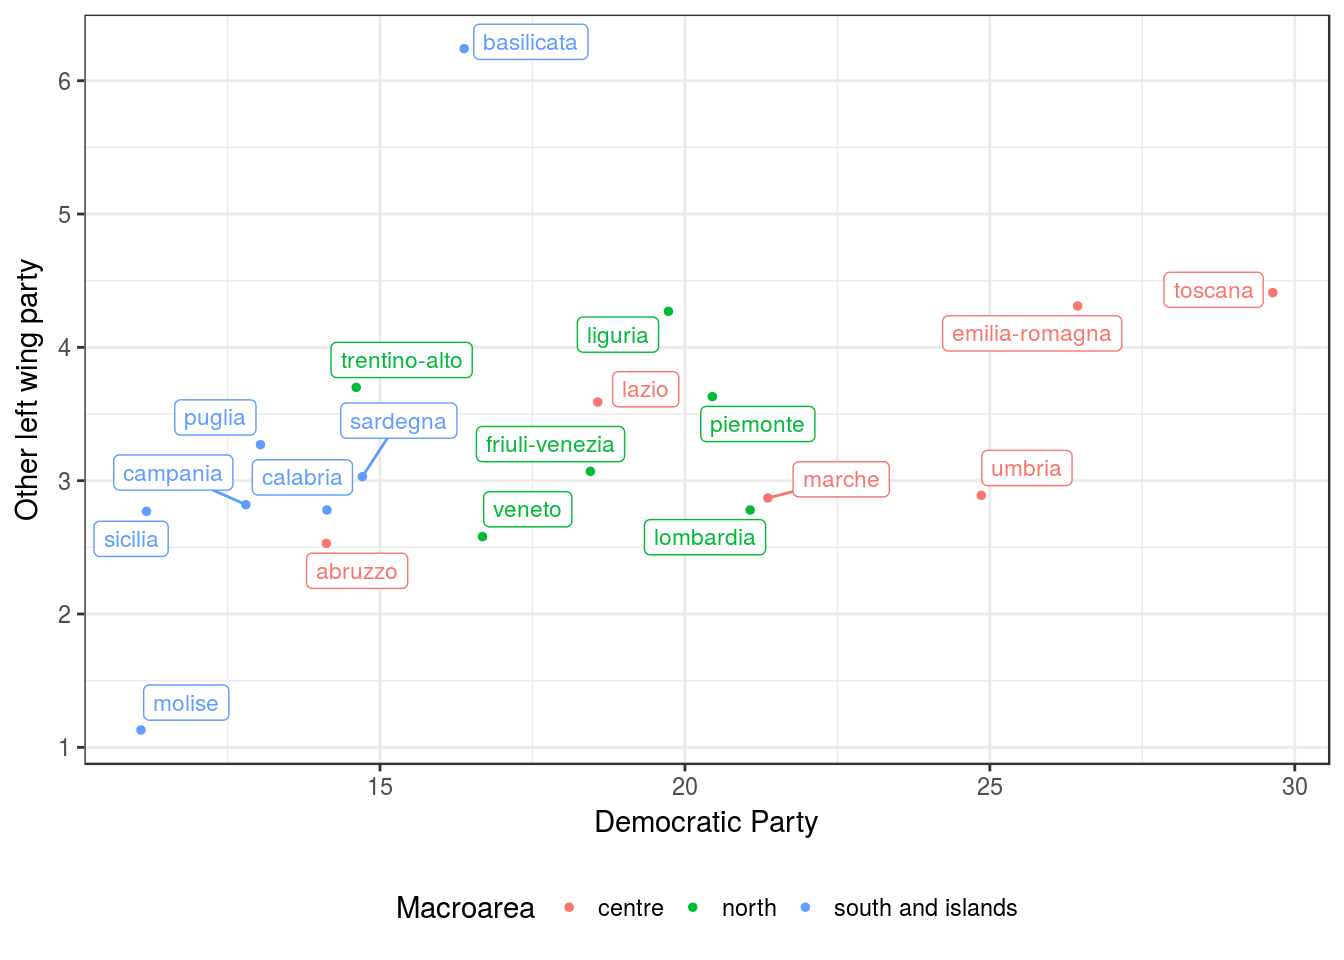 basilicata
6
5
toscana
emilia-romagna
liguria
4
trentino-alto
lazio
puglia
sardegna
piemonte
friuli-venezia
campania
calabria
3
marche
umbria
veneto
sicilia
lombardia
abruzzo
2
molise
1
Other left wing party
15 20 25 30
Democratic Party
Macroarea centre north south and islands